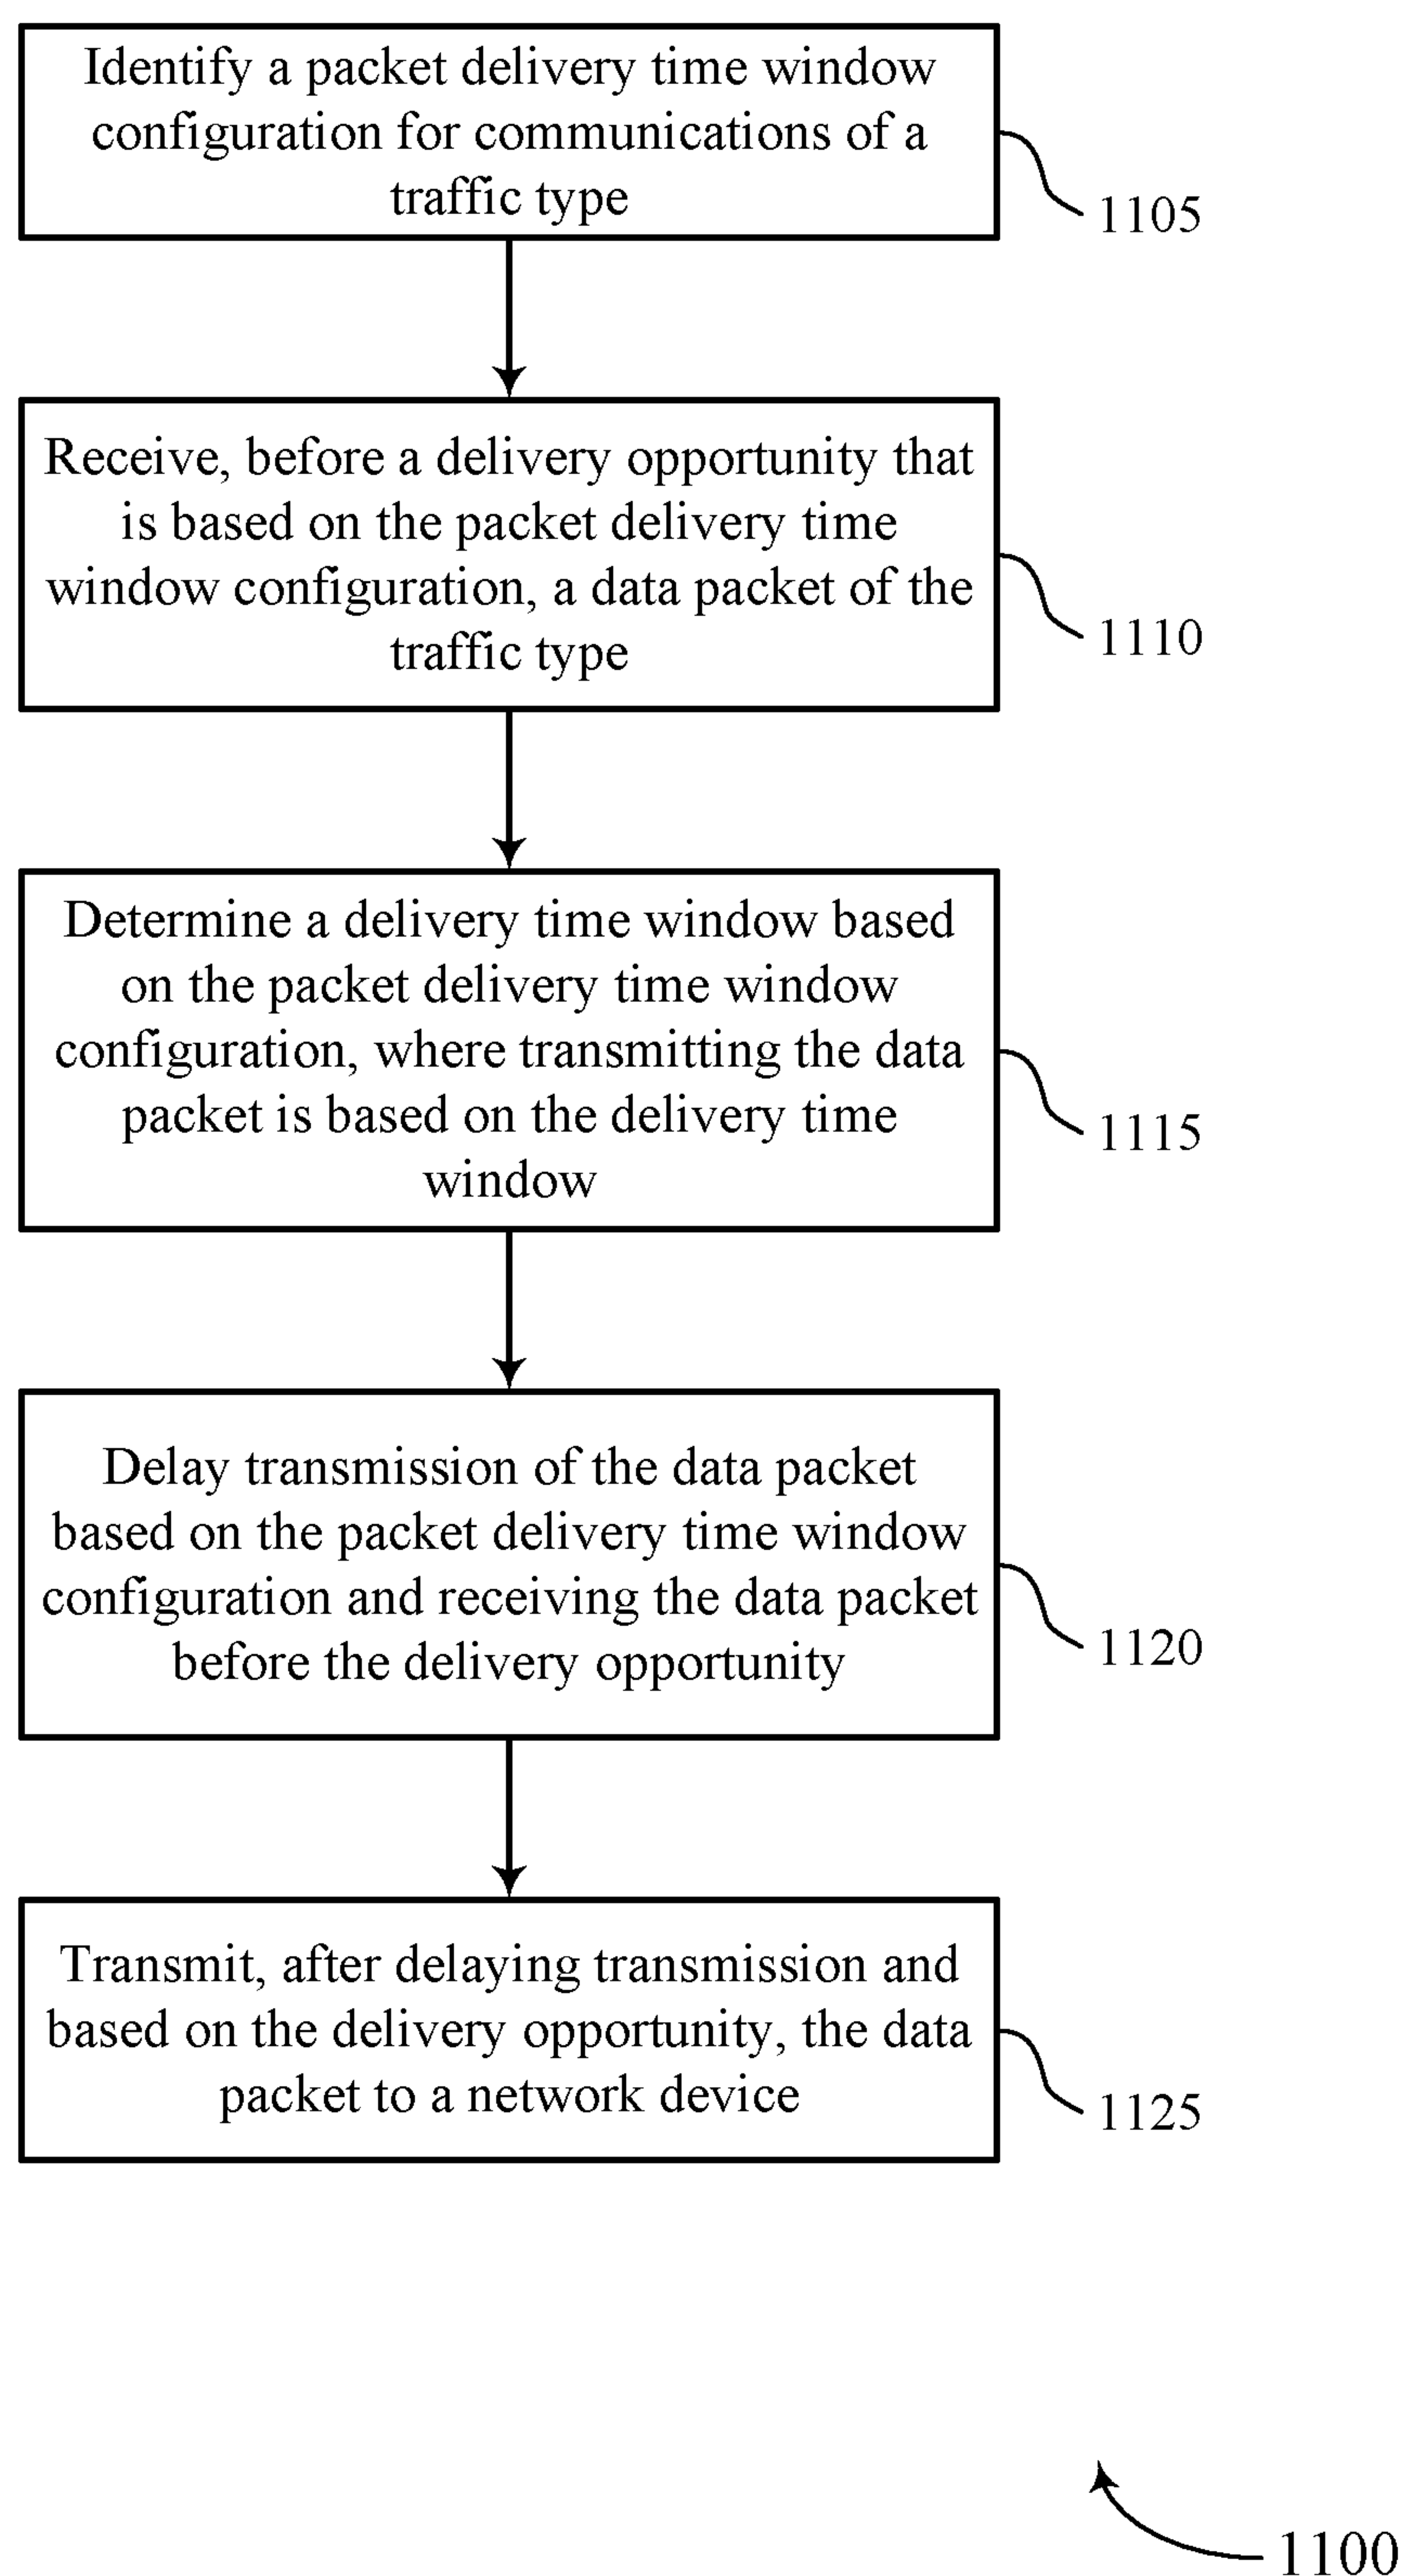 Identify a packet delivery time window
configuration for communications of a
traffic type
1105
Receive, before a delivery opportunity that
is based on the packet delivery time
window configuration, a data packet of the
traffic type
1110
Determine a delivery time window based
on the packet delivery time window
configuration, where transmitting the data
packet is based on the delivery time
window
1115
Delay transmission of the data packet
based on the packet delivery time window
configuration and receiving the data packet
before the delivery opportunity
1120
Transmit, after delaying transmission and
based on the delivery opportunity, the data
packet to a network device
1125
1100